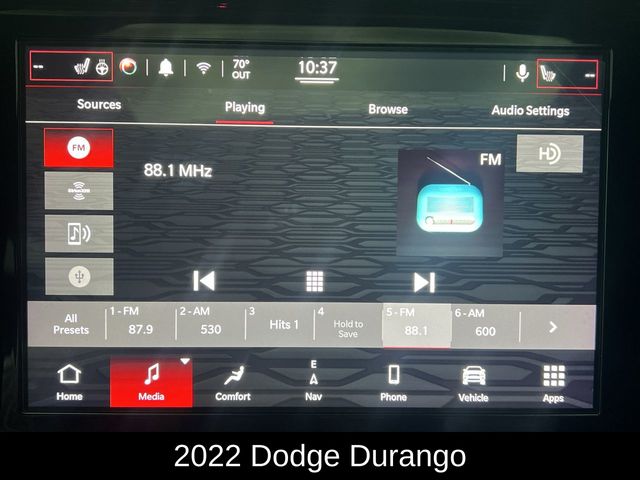 -- 70° OUT 10:37 --
Sources Playing Browse Audio Settings
FM
88.1 MHz
FM
HD
SiriusXM
All Presets
1 - FM 87.9
2 - AM 530
3 Hits 1
4 Hold to Save
5 - FM 88.1
6 - AM 600
E
Home Media Comfort Nav Phone Vehicle Apps
2022 Dodge Durango